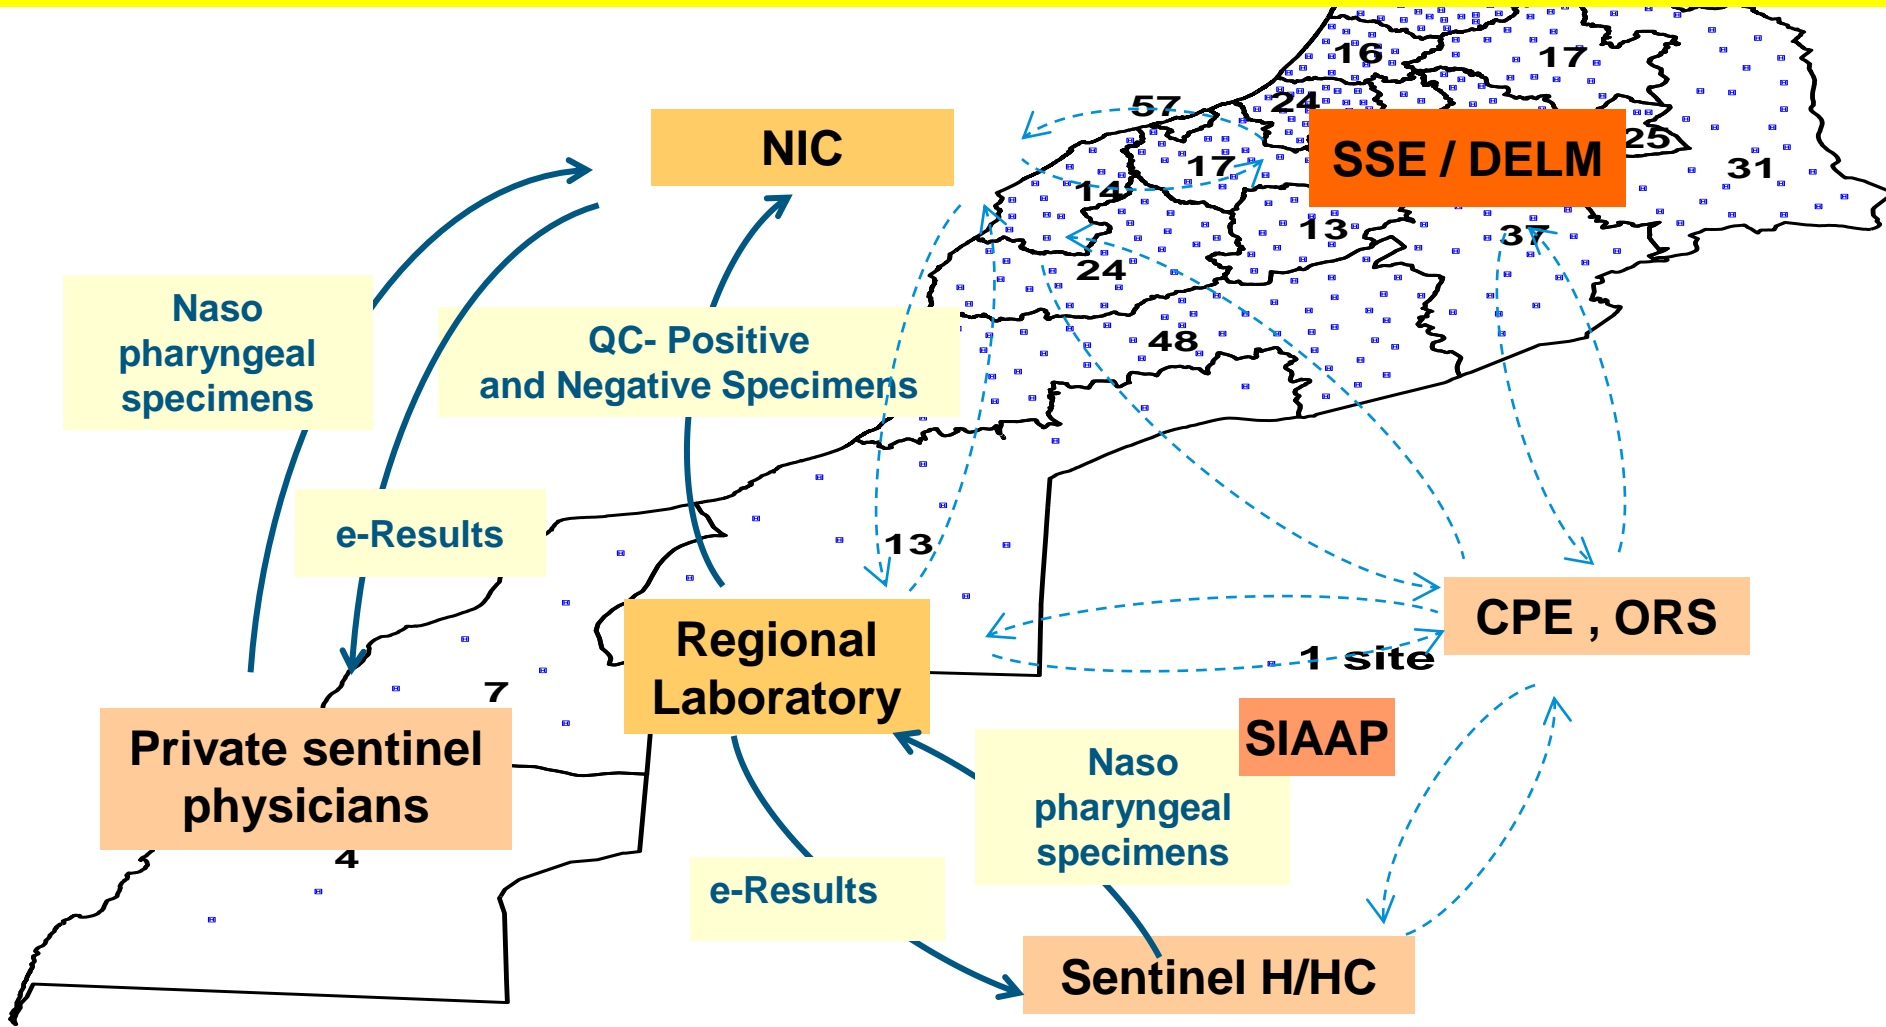 16
17
57
24
NIC
SSE / DELM
25
17
31
14
13
37
24
Naso
pharyngeal
specimens
QC- Positive
and Negative Specimens
48
e-Results
13
CPE , ORS
Regional
Laboratory
1 site
7
Private sentinel
physicians
SIAAP
Naso
pharyngeal
specimens
4
e-Results
Sentinel H/HC